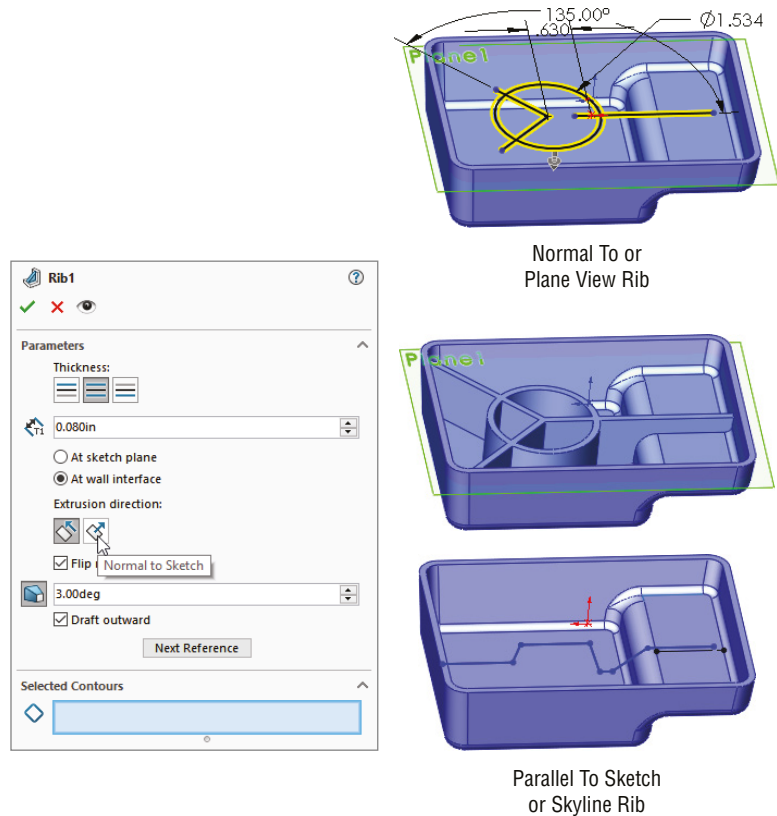 135.00°
.630
Ø1.534
Plane1
Normal To or
Plane View Rib
Rib1
Parameters
Thickness:
T1
0.080in
At sketch plane
At wall interface
Extrusion direction:
Flip
Normal to Sketch
3.00deg
Draft outward
Next Reference
Selected Contours
Plane1
Parallel To Sketch
or Skyline Rib